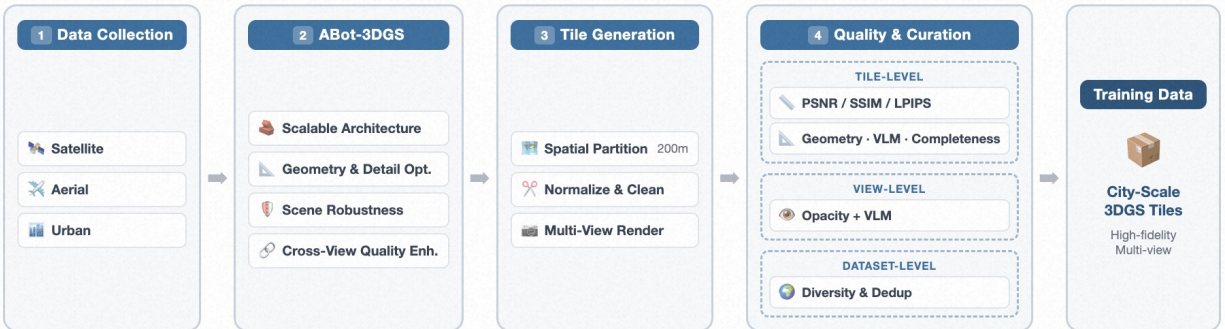 1 Data Collection
Satellite
Aerial
Urban
2 ABot-3DGS
Scalable Architecture
Geometry & Detail Opt.
Scene Robustness
Cross-View Quality Enh.
3 Tile Generation
Spatial Partition 200m
Normalize & Clean
Multi-View Render
4 Quality & Curation
TILE-LEVEL
PSNR / SSIM / LPIPS
Geometry · VLM · Completeness
VIEW-LEVEL
Opacity + VLM
DATASET-LEVEL
Diversity & Dedup
Training Data
City-Scale
3DGS Tiles
High-fidelity
Multi-view